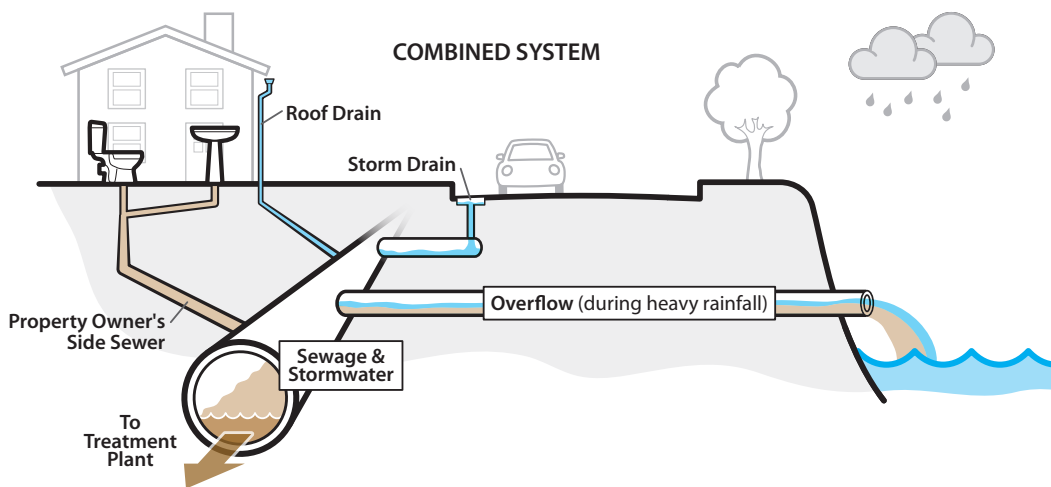 COMBINED SYSTEM
Roof Drain
Storm Drain
Overflow (during heavy rainfall)
Property Owner's
Side Sewer
Sewage &
Stormwater
To
Treatment
Plant